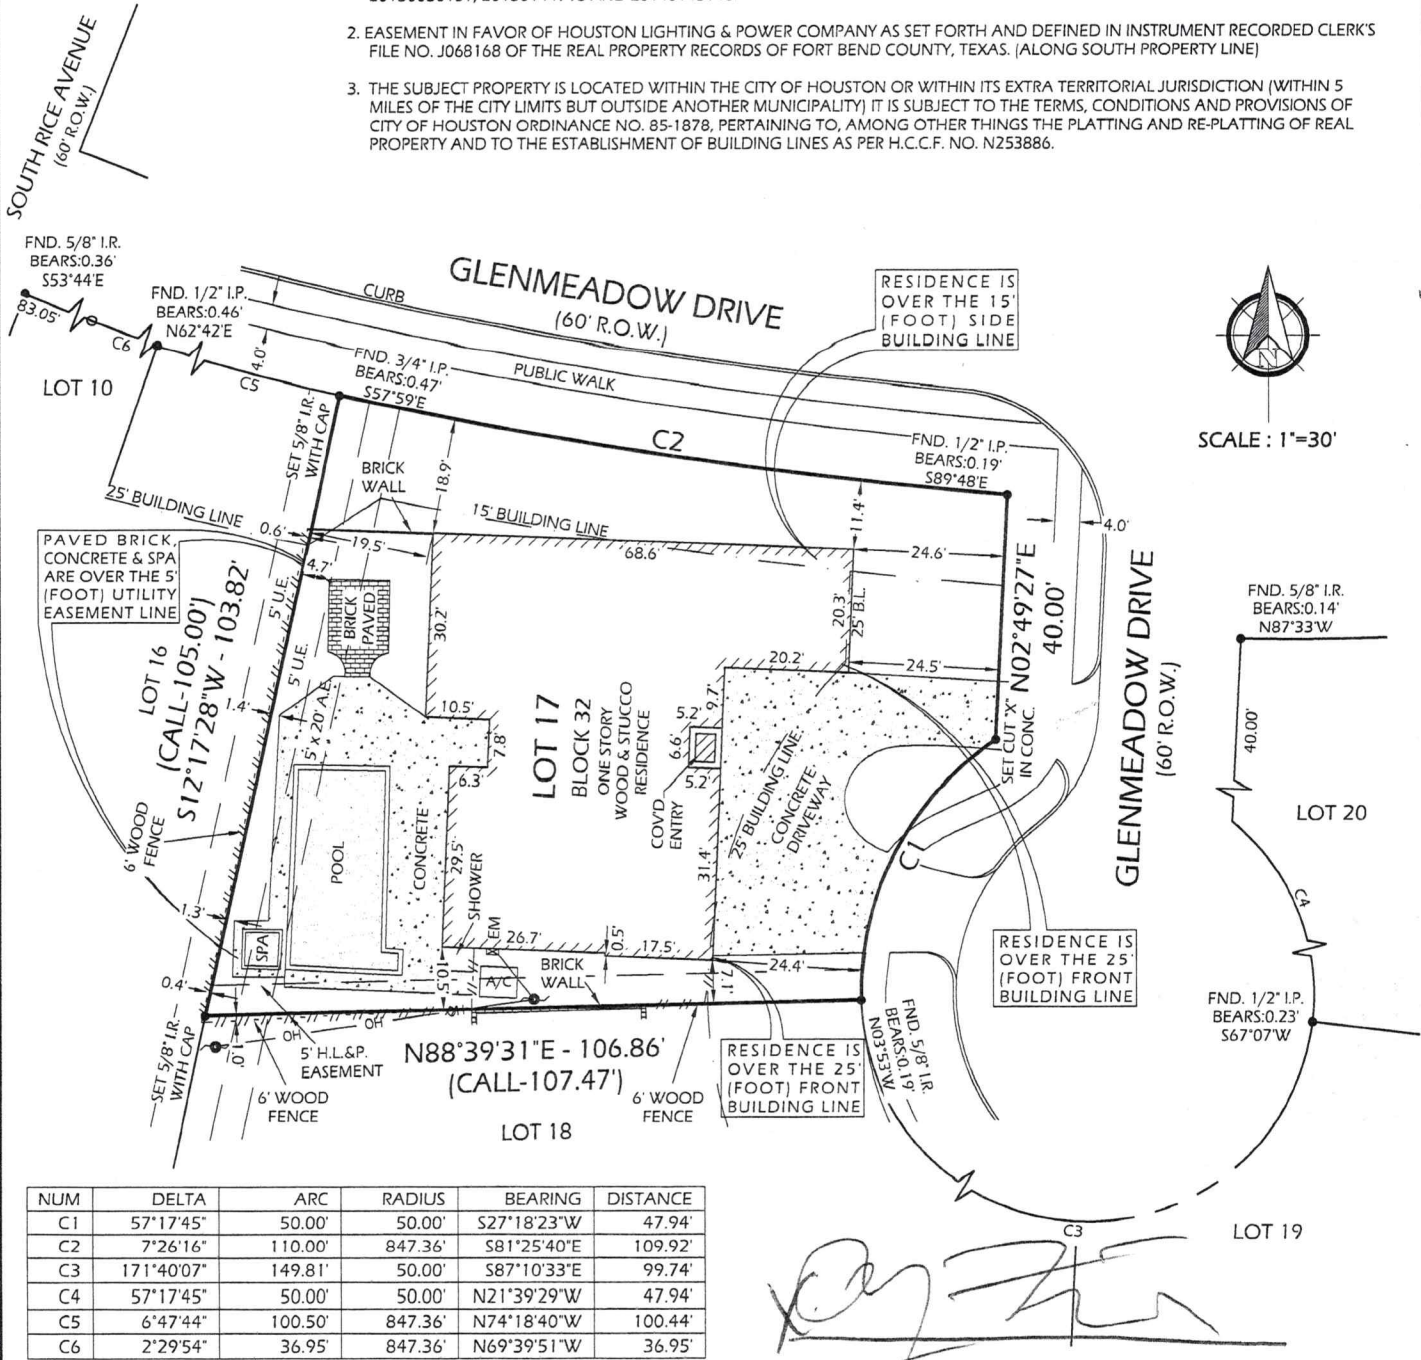 2. EASEMENT IN FAVOR OF HOUSTON LIGHTING & POWER COMPANY AS SET FORTH AND DEFINED IN INSTRUMENT RECORDED CLERK'S
FILE NO. J068168 OF THE REAL PROPERTY RECORDS OF FORT BEND COUNTY, TEXAS. (ALONG SOUTH PROPERTY LINE)
3. THE SUBJECT PROPERTY IS LOCATED WITHIN THE CITY OF HOUSTON OR WITHIN ITS EXTRA TERRITORIAL JURISDICTION (WITHIN 5
MILES OF THE CITY LIMITS BUT OUTSIDE ANOTHER MUNICIPALITY) IT IS SUBJECT TO THE TERMS, CONDITIONS AND PROVISIONS OF
CITY OF HOUSTON ORDINANCE NO. 85-1878, PERTAINING TO, AMONG OTHER THINGS THE PLATTING AND RE-PLATTING OF REAL
PROPERTY AND TO THE ESTABLISHMENT OF BUILDING LINES AS PER H.C.C.F. NO. N253886.
SOUTH RICE AVENUE
(60' R.O.W.)
FND. 5/8" I.R.
BEARS:0.36'
S53°44'E
83.05'
C6
FND. 1/2" I.P.
BEARS:0.46'
N62°42'E
LOT 10
C5
4.0'
CURB
GLENMEADOW DRIVE
(60' R.O.W.)
PUBLIC WALK
FND. 3/4" I.P.
BEARS:0.47'
S57°59'E
RESIDENCE IS
OVER THE 15'
(FOOT) SIDE
BUILDING LINE
N
SCALE : 1"=30'
C2
FND. 1/2" I.P.
BEARS:0.19'
S89°48'E
SET 5/8" I.R.
WITH CAP
BRICK
WALL
18.9'
25' BUILDING LINE
15' BUILDING LINE
0.6'
19.5'
68.6'
11.4'
24.6'
4.0'
PAVED BRICK,
CONCRETE & SPA
ARE OVER THE 5'
(FOOT) UTILITY
EASEMENT LINE
4.7'
5' U.E.
5' U.E.
BRICK
PAVED
30.2'
20.3'
25' B.L.
N02°49'27"E
40.00'
GLENMEADOW DRIVE
(60' R.O.W.)
FND. 5/8" I.R.
BEARS:0.14'
N87°33'W
LOT 16
(CALL-105.00')
S12°17'28"W - 103.82'
20.2'
24.5'
9.7'
1.4'
5' x 20' A.E.
10.5'
7.8'
6.3'
LOT 17
BLOCK 32
ONE STORY
WOOD & STUCCO
RESIDENCE
5.2'
6.6'
5.2'
COV'D
ENTRY
25' BUILDING LINE
CONCRETE
DRIVEWAY
SET CUT "X"
IN CONC.
40.00'
LOT 20
C1
C4
6' WOOD
FENCE
POOL
CONCRETE
29.5'
SHOWER
31.4'
1.3'
SPA
EM
26.7'
0.5'
17.5'
24.4'
RESIDENCE IS
OVER THE 25'
(FOOT) FRONT
BUILDING LINE
0.4'
10.5'
A/C
BRICK
WALL
7.1'
SET 5/8" I.R.
WITH CAP
OH
OH
5' H.L.&P.
EASEMENT
6' WOOD
FENCE
N88°39'31"E - 106.86'
(CALL-107.47')
6' WOOD
FENCE
RESIDENCE IS
OVER THE 25'
(FOOT) FRONT
BUILDING LINE
FND. 5/8" I.R.
BEARS:0.19'
N03°53'W
FND. 1/2" I.P.
BEARS:0.23'
S67°07'W
LOT 18
C3
LOT 19
NUM DELTA ARC RADIUS BEARING DISTANCE
C1 57°17'45" 50.00' 50.00' S27°18'23"W 47.94'
C2 7°26'16" 110.00' 847.36' S81°25'40"E 109.92'
C3 171°40'07" 149.81' 50.00' S87°10'33"E 99.74'
C4 57°17'45" 50.00' 50.00' N21°39'29"W 47.94'
C5 6°47'44" 100.50' 847.36' N74°18'40"W 100.44'
C6 2°29'54" 36.95' 847.36' N69°39'51"W 36.95'